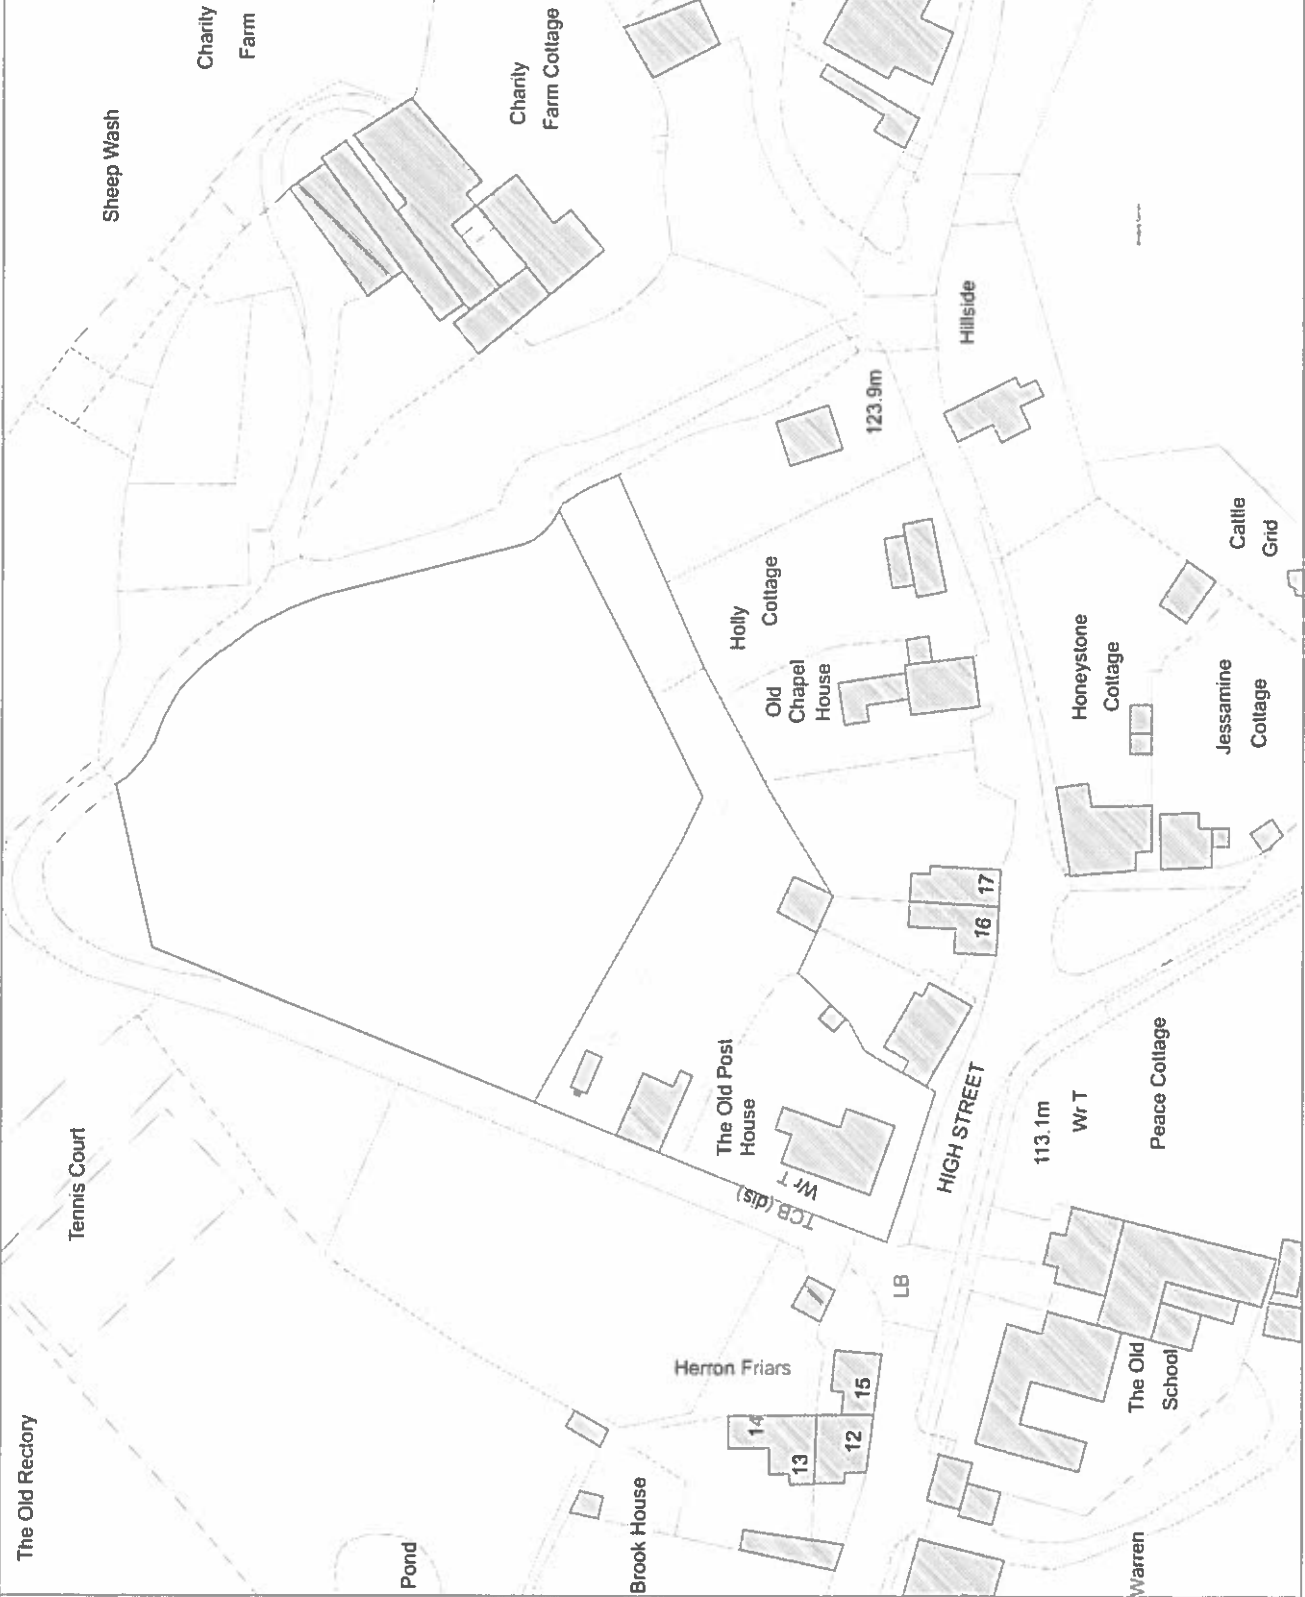 The Old Rectory
Tennis Court
Sheep Wash
Charity
Farm
Pond
Charity
Farm Cottage
Brook House
Herron Friars
The Old Post
House
Holly
Cottage
Old
Chapel
House
14
13
12
15
TCB (dis)
Wr T
LB
16
17
123.9m
HIGH STREET
Hillside
113.1m
Wr T
Honeystone
Cottage
The Old
School
Peace Cottage
Warren
Jessamine
Cottage
Cattle
Grid